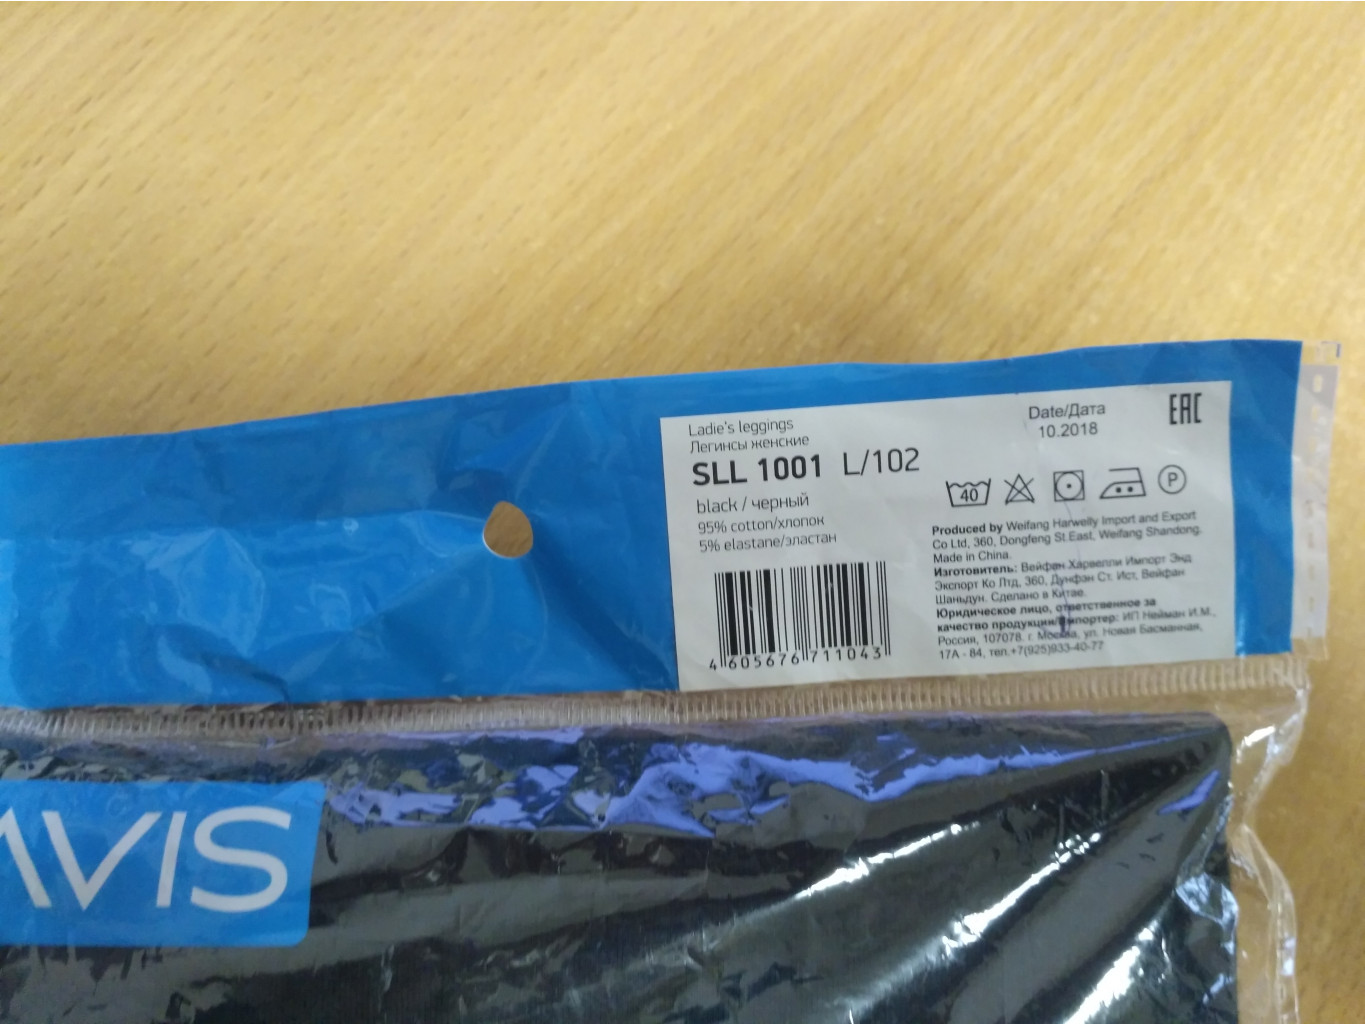 Ladie's leggings
Легинсы женские
SLL 1001 L/102
black / черный
95% cotton/хлопок
5% elastane/эластан
4 605676 711043
Date/Дата
10.2018
EAC
40
P
Produced by Weifang Harwelly Import and Export
Co Ltd, 360, Dongfeng St.East, Weifang Shandong.
Made in China.
Изготовитель: Вейфан Харвелли Импорт Энд
Экспорт Ко Лтд, 360, Дунфэн Ст. Ист, Вейфан
Шаньдун. Сделано в Китае.
Юридическое лицо, ответственное за
качество продукции/Импортер: ИП Нейман И.М.,
Россия, 107078, г. Москва, ул. Новая Басманная,
17А - 84, тел.+7(925)933-40-77
AVIS